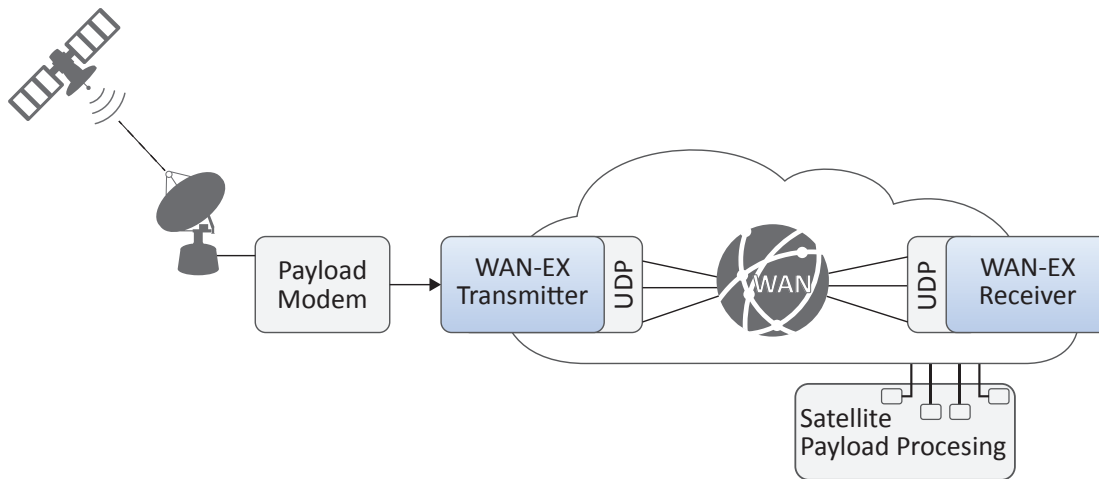 Payload
Modem
WAN-EX
Transmitter
UDP
WAN
UDP
WAN-EX
Receiver
Satellite
Payload Procesing